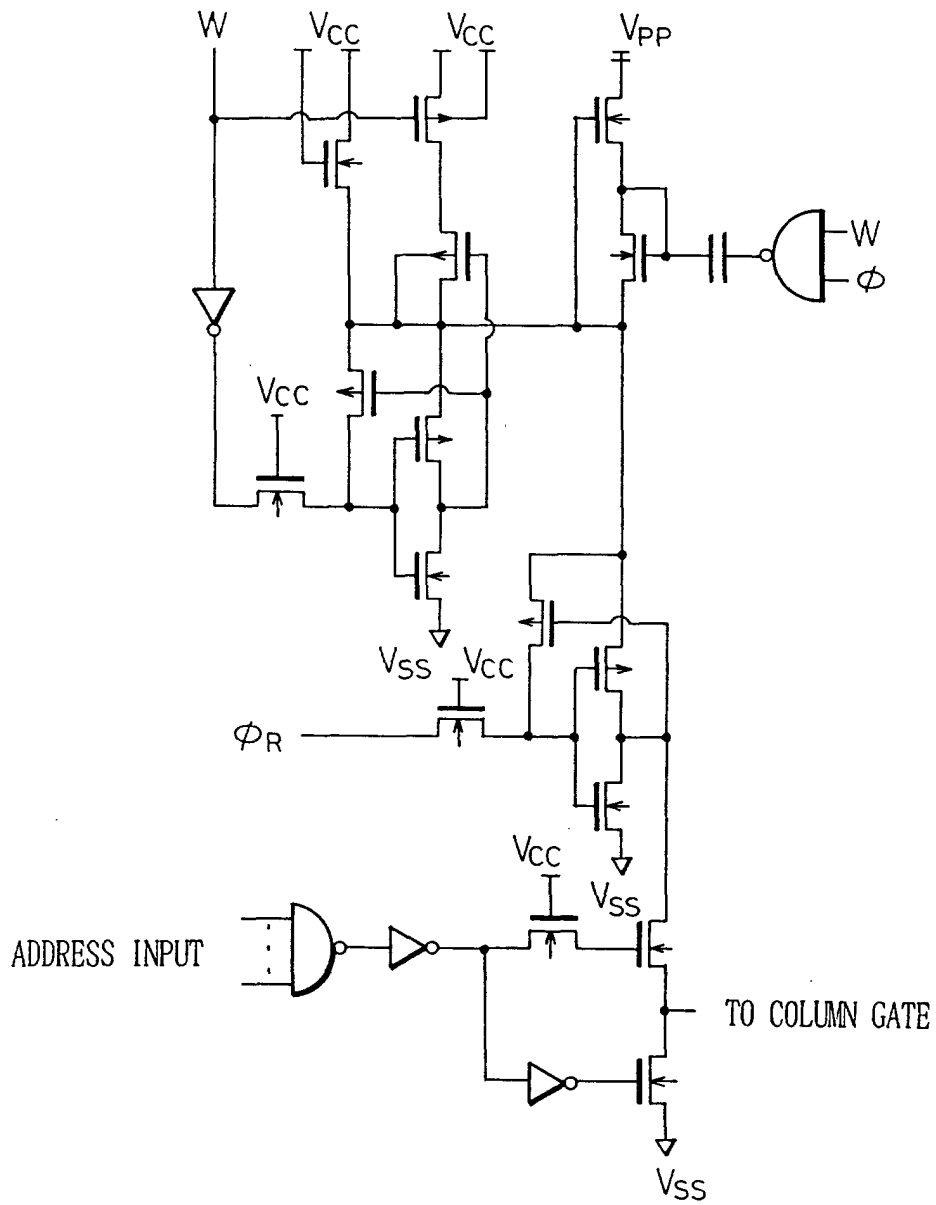 W
VCC
VCC
VPP
W
Φ
VCC
VSS
VCC
ΦR
VCC
VSS
ADDRESS INPUT
TO COLUMN GATE
VSS